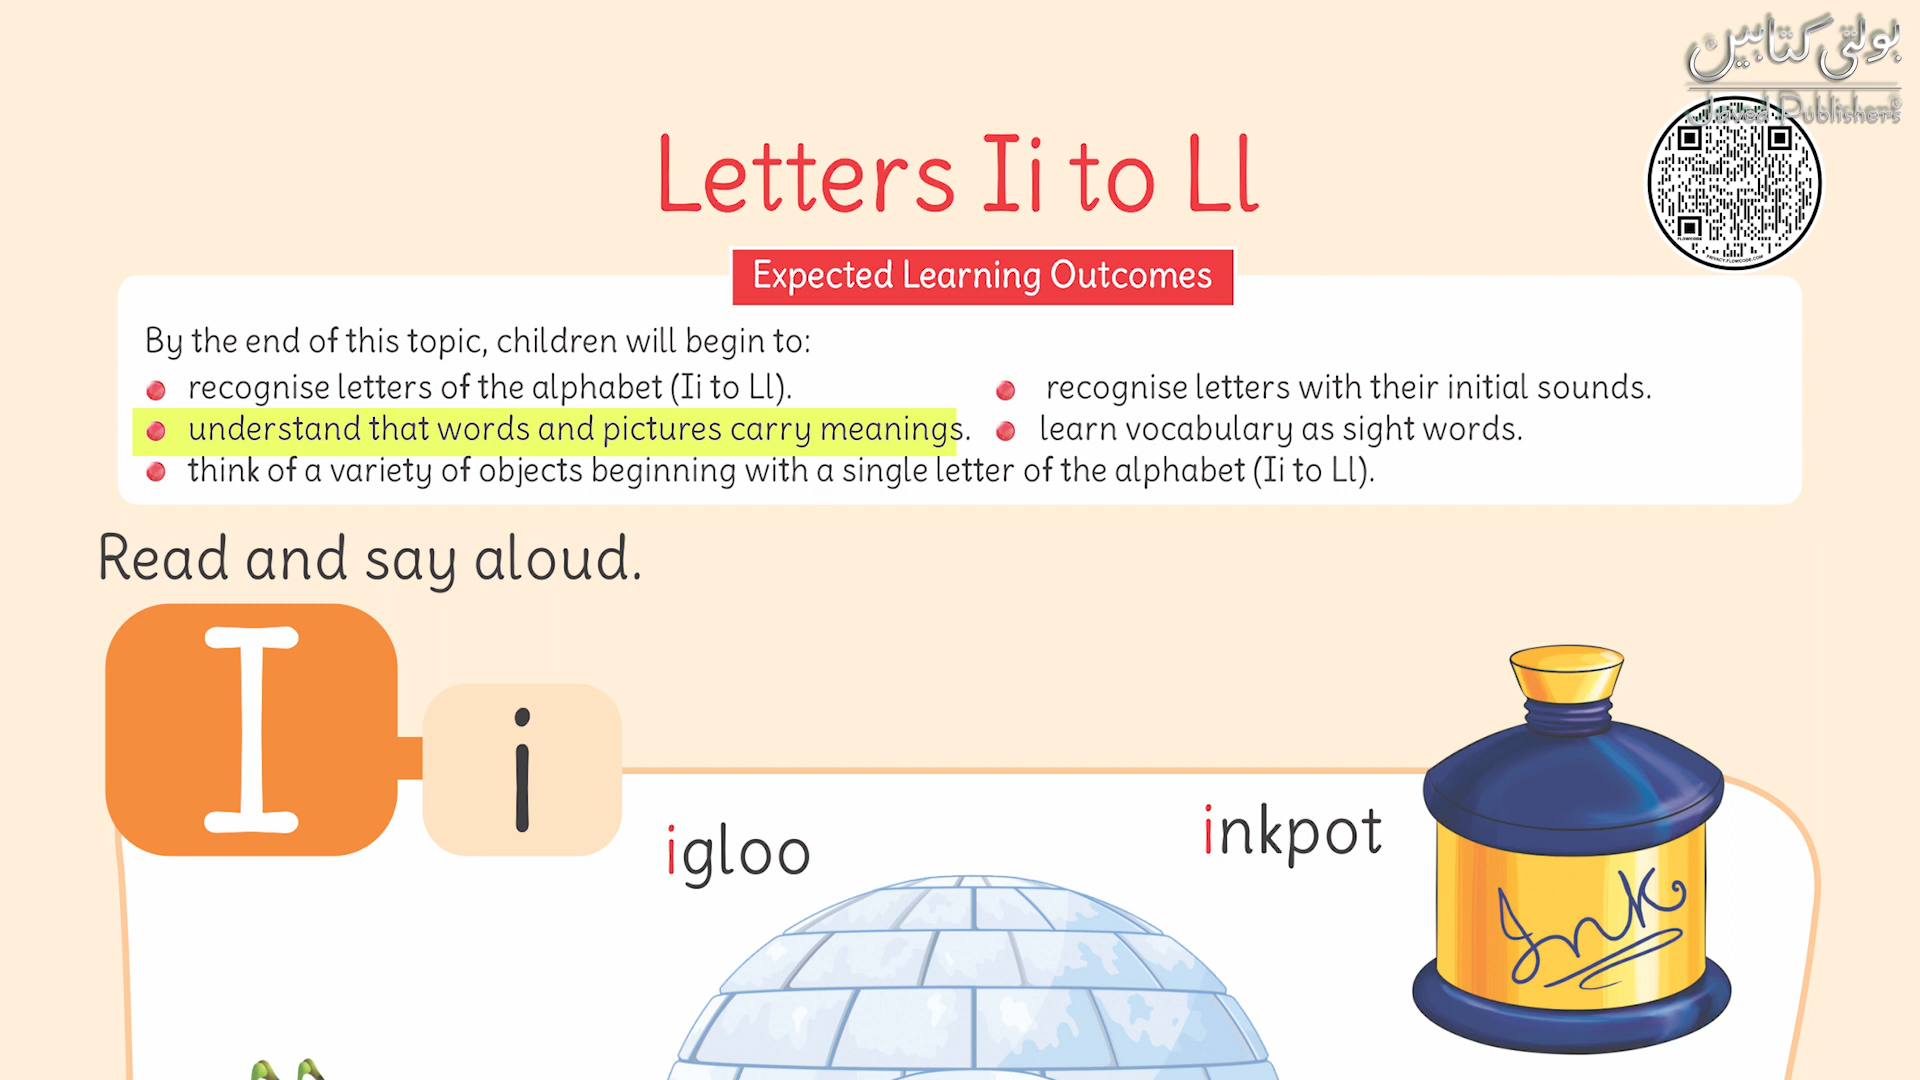 بولتی کتابیں
Javed Publishers
Letters Ii to Ll
Expected Learning Outcomes
By the end of this topic, children will begin to:
recognise letters of the alphabet (Ii to Ll).
recognise letters with their initial sounds.
understand that words and pictures carry meanings.
learn vocabulary as sight words.
think of a variety of objects beginning with a single letter of the alphabet (Ii to Ll).
Read and say aloud.
I
i
igloo
inkpot
Ink